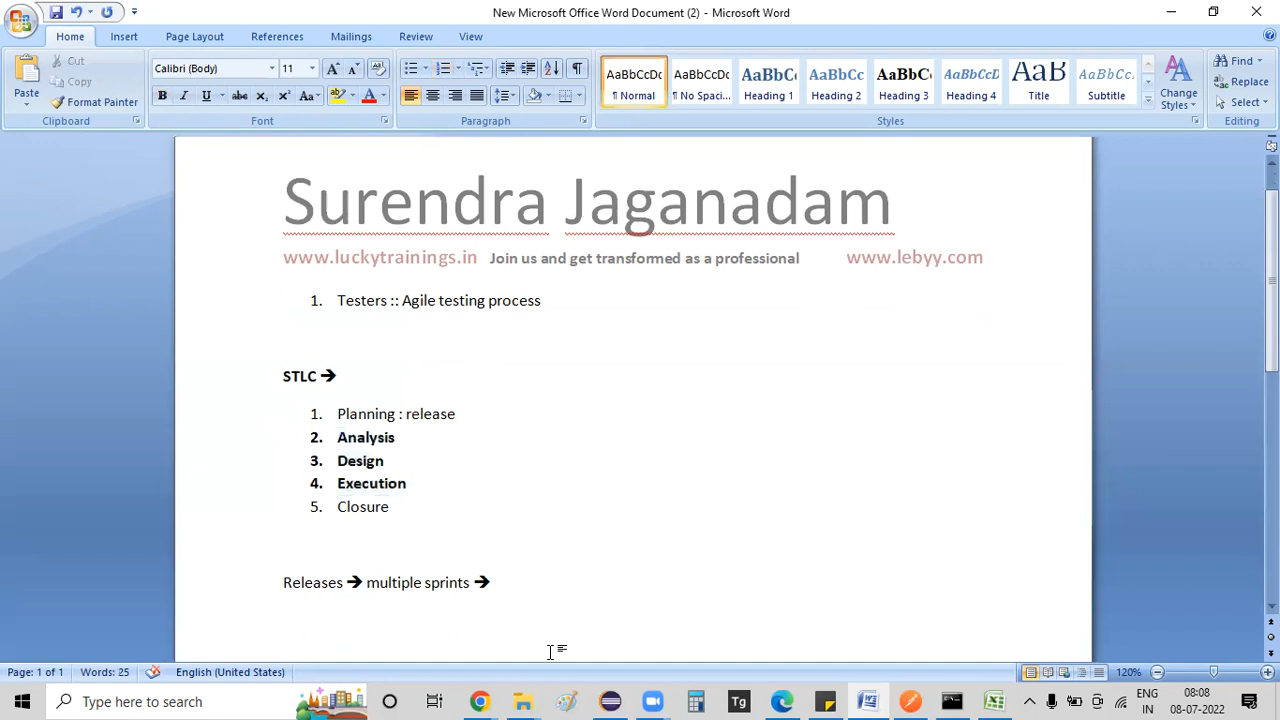 New Microsoft Office Word Document (2) - Microsoft Word
Home Insert Page Layout References Mailings Review View
Paste
Cut
Copy
Format Painter
Clipboard
Calibri (Body) 11
Font
Paragraph
AaBbCcDc AaBbCcDc AaBbC AaBbCc AaBbCc AaBbCcD AaB AaBbCc
¶ Normal ¶ No Spaci... Heading 1 Heading 2 Heading 3 Heading 4 Title Subtitle
Change Styles
Styles
Find
Replace
Select
Editing
Surendra Jaganadam
www.luckytrainings.in Join us and get transformed as a professional www.lebyy.com
1. Testers :: Agile testing process
STLC ➔
1. Planning : release
2. Analysis
3. Design
4. Execution
5. Closure
Releases ➔ multiple sprints ➔
Page: 1 of 1 Words: 25 English (United States) 120%
Type here to search
Tg
ENG
IN
08:08
08-07-2022